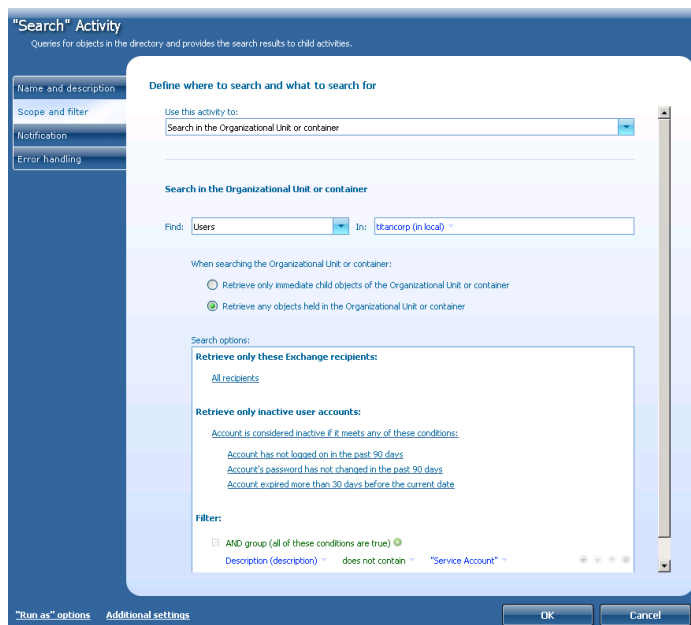 "Search" Activity
Queries for objects in the directory and provides the search results to child activities.
Name and description
Scope and filter
Notification
Error handling
Define where to search and what to search for
Use this activity to:
Search in the Organizational Unit or container
Search in the Organizational Unit or container
Find: Users In: titancorp (in local)
When searching the Organizational Unit or container:
Retrieve only immediate child objects of the Organizational Unit or container
Retrieve any objects held in the Organizational Unit or container
Search options:
Retrieve only these Exchange recipients:
All recipients
Retrieve only inactive user accounts:
Account is considered inactive if it meets any of these conditions:
Account has not logged on in the past 90 days
Account's password has not changed in the past 90 days
Account expired more than 30 days before the current date
Filter:
AND group (all of these conditions are true)
Description (description) does not contain "Service Account"
"Run as" options Additional settings OK Cancel